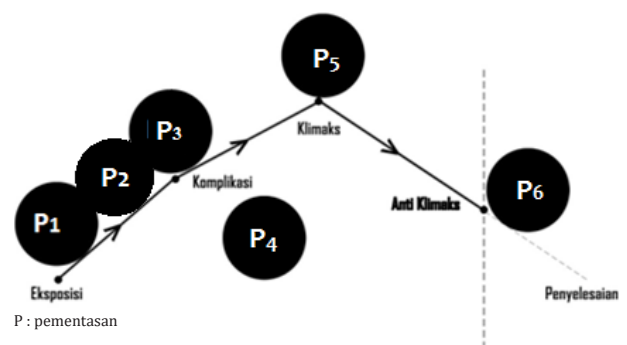 P5
P3
Klimaks
P2
Komplikasi
P6
Anti Klimaks
P1
P4
Eksposisi
Penyelesaian
P : pementasan